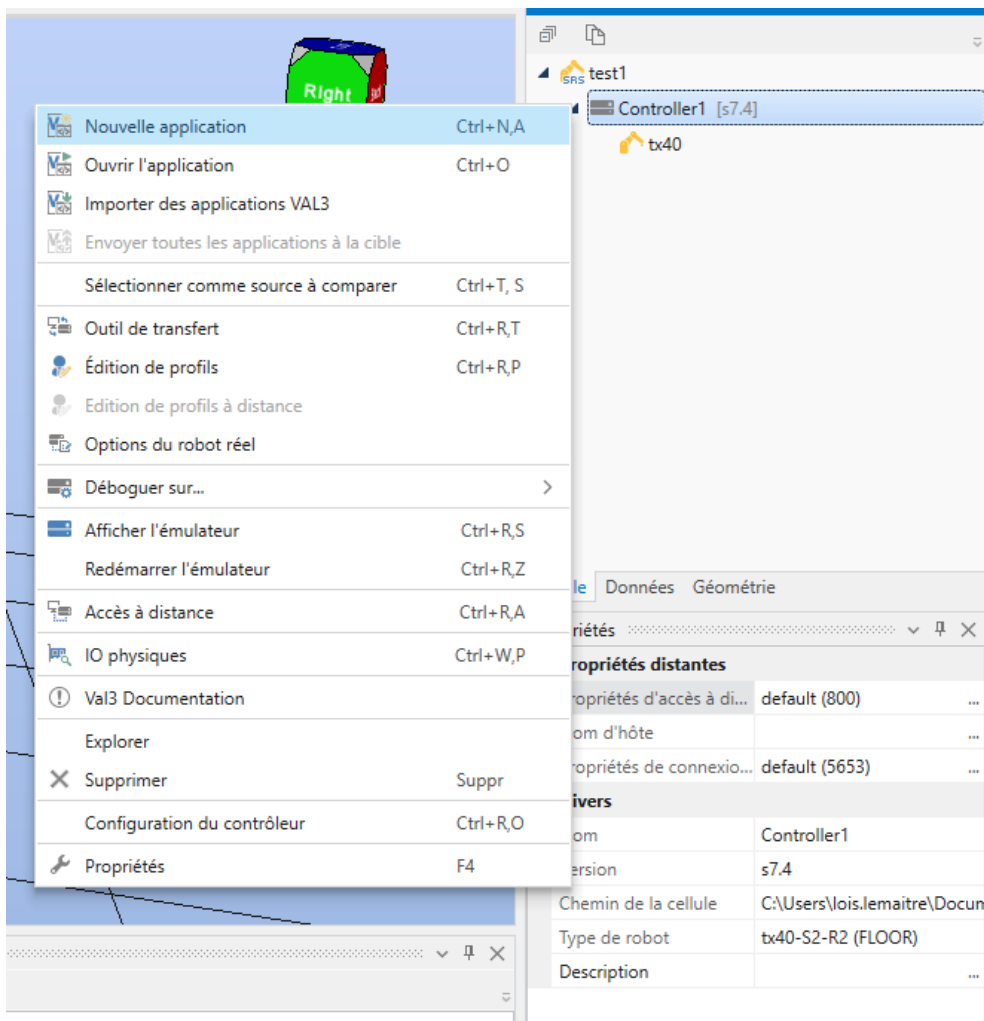 Right
Nouvelle application Ctrl+N,A
Ouvrir l'application Ctrl+O
Importer des applications VAL3
Envoyer toutes les applications à la cible
Sélectionner comme source à comparer Ctrl+T, S
Outil de transfert Ctrl+R,T
Édition de profils Ctrl+R,P
Edition de profils à distance
Options du robot réel
Déboguer sur...
Afficher l'émulateur Ctrl+R,S
Redémarrer l'émulateur Ctrl+R,Z
Accès à distance Ctrl+R,A
IO physiques Ctrl+W,P
Val3 Documentation
Explorer
Supprimer Suppr
Configuration du contrôleur Ctrl+R,O
Propriétés F4
SRS test1
Controller1 [s7.4]
tx40
le Données Géométrie
riétés
ropriétés distantes
ropriétés d'accès à di... default (800) ...
om d'hôte ...
ropriétés de connexio... default (5653) ...
ivers
om Controller1
ersion s7.4
Chemin de la cellule C:\Users\lois.lemaitre\Docum
Type de robot tx40-S2-R2 (FLOOR)
Description ...